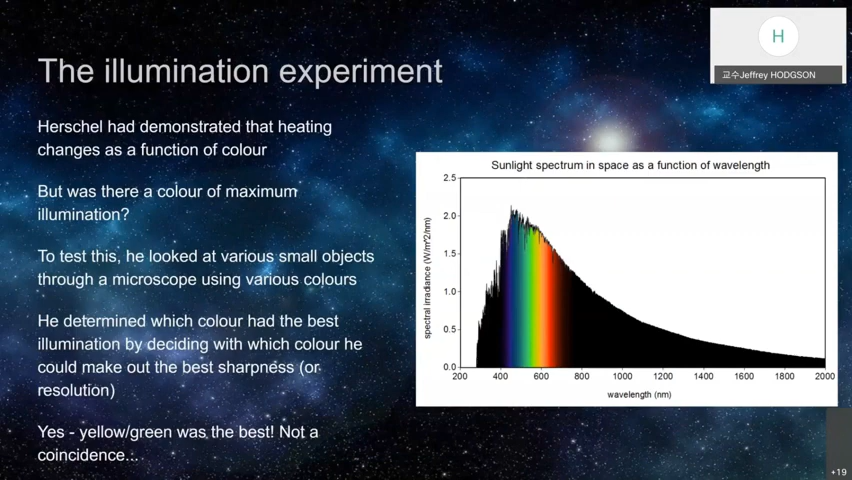 The illumination experiment
Herschel had demonstrated that heating
changes as a function of colour
But was there a colour of maximum
illumination?
To test this, he looked at various small objects
through a microscope using various colours
He determined which colour had the best
illumination by deciding with which colour he
could make out the best sharpness (or
resolution)
Yes - yellow/green was the best! Not a
coincidence...
H
교수Jeffrey HODGSON
Sunlight spectrum in space as a function of wavelength
spectral irradiance (W/m^2/nm)
2.5
2.0
1.5
1.0
0.5
0.0
200 400 600 800 1000 1200 1400 1600 1800 2000
wavelength (nm)
+19